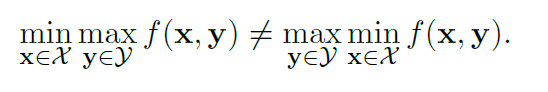 min max f(x, y) ≠ max min f(x, y).
x∈𝒳 y∈𝒴 y∈𝒴 x∈𝒳